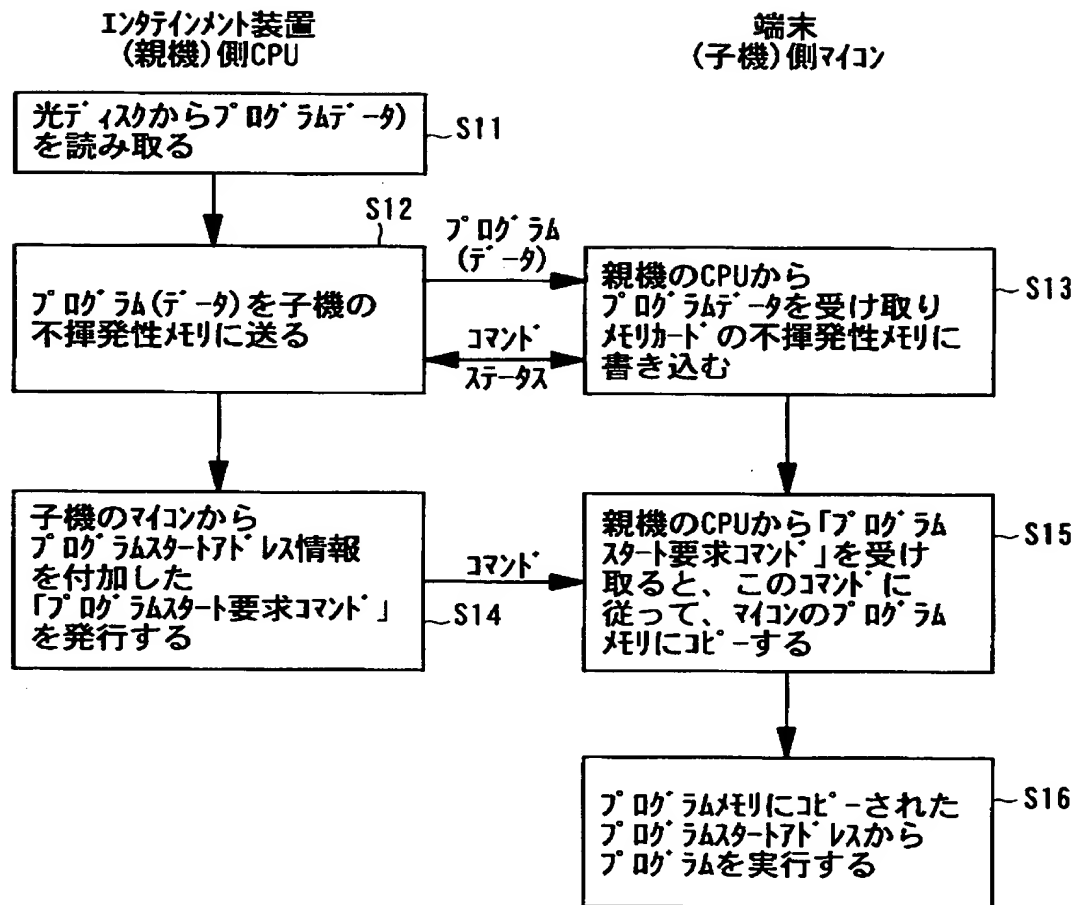 エンタテインメント装置
(親機)側CPU
端末
(子機)側マイコン
光ディスクからプログラムデータ)
を読み取る
S11
S12
プログラム(データ)を子機の
不揮発性メモリに送る
プログラム
(データ)
コマンド
ステータス
親機のCPUから
プログラムデータを受け取り
メモリカードの不揮発性メモリに
書き込む
S13
子機のマイコンから
プログラムスタートアドレス情報
を付加した
「プログラムスタート要求コマンド」
を発行する
S14
コマンド
親機のCPUから「プログラム
スタート要求コマンド」を受け
取ると、このコマンドに
従って、マイコンのプログラム
メモリにコピーする
S15
プログラムメモリにコピーされた
プログラムスタートアドレスから
プログラムを実行する
S16